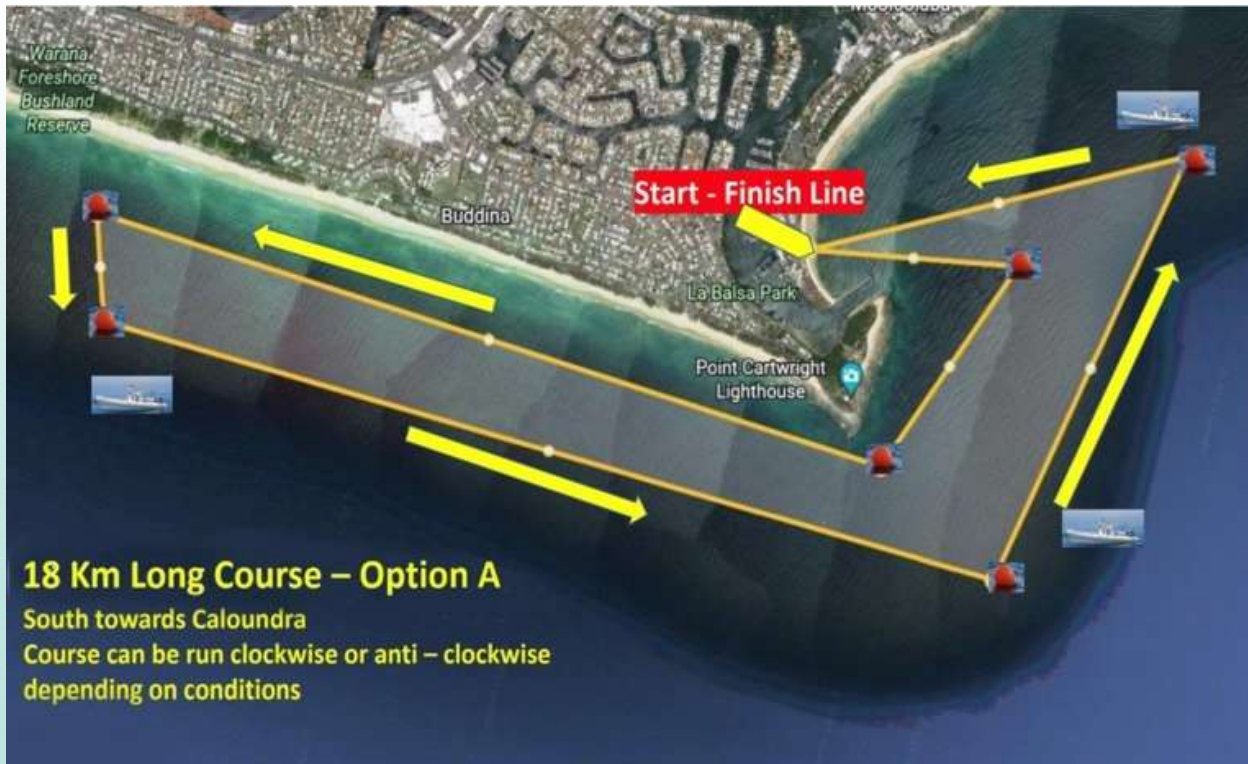 Mooloolaba
Warana
Foreshore
Bushland
Reserve
Start - Finish Line
Buddina
La Balsa Park
Point Cartwright
Lighthouse
18 Km Long Course – Option A
South towards Caloundra
Course can be run clockwise or anti – clockwise
depending on conditions